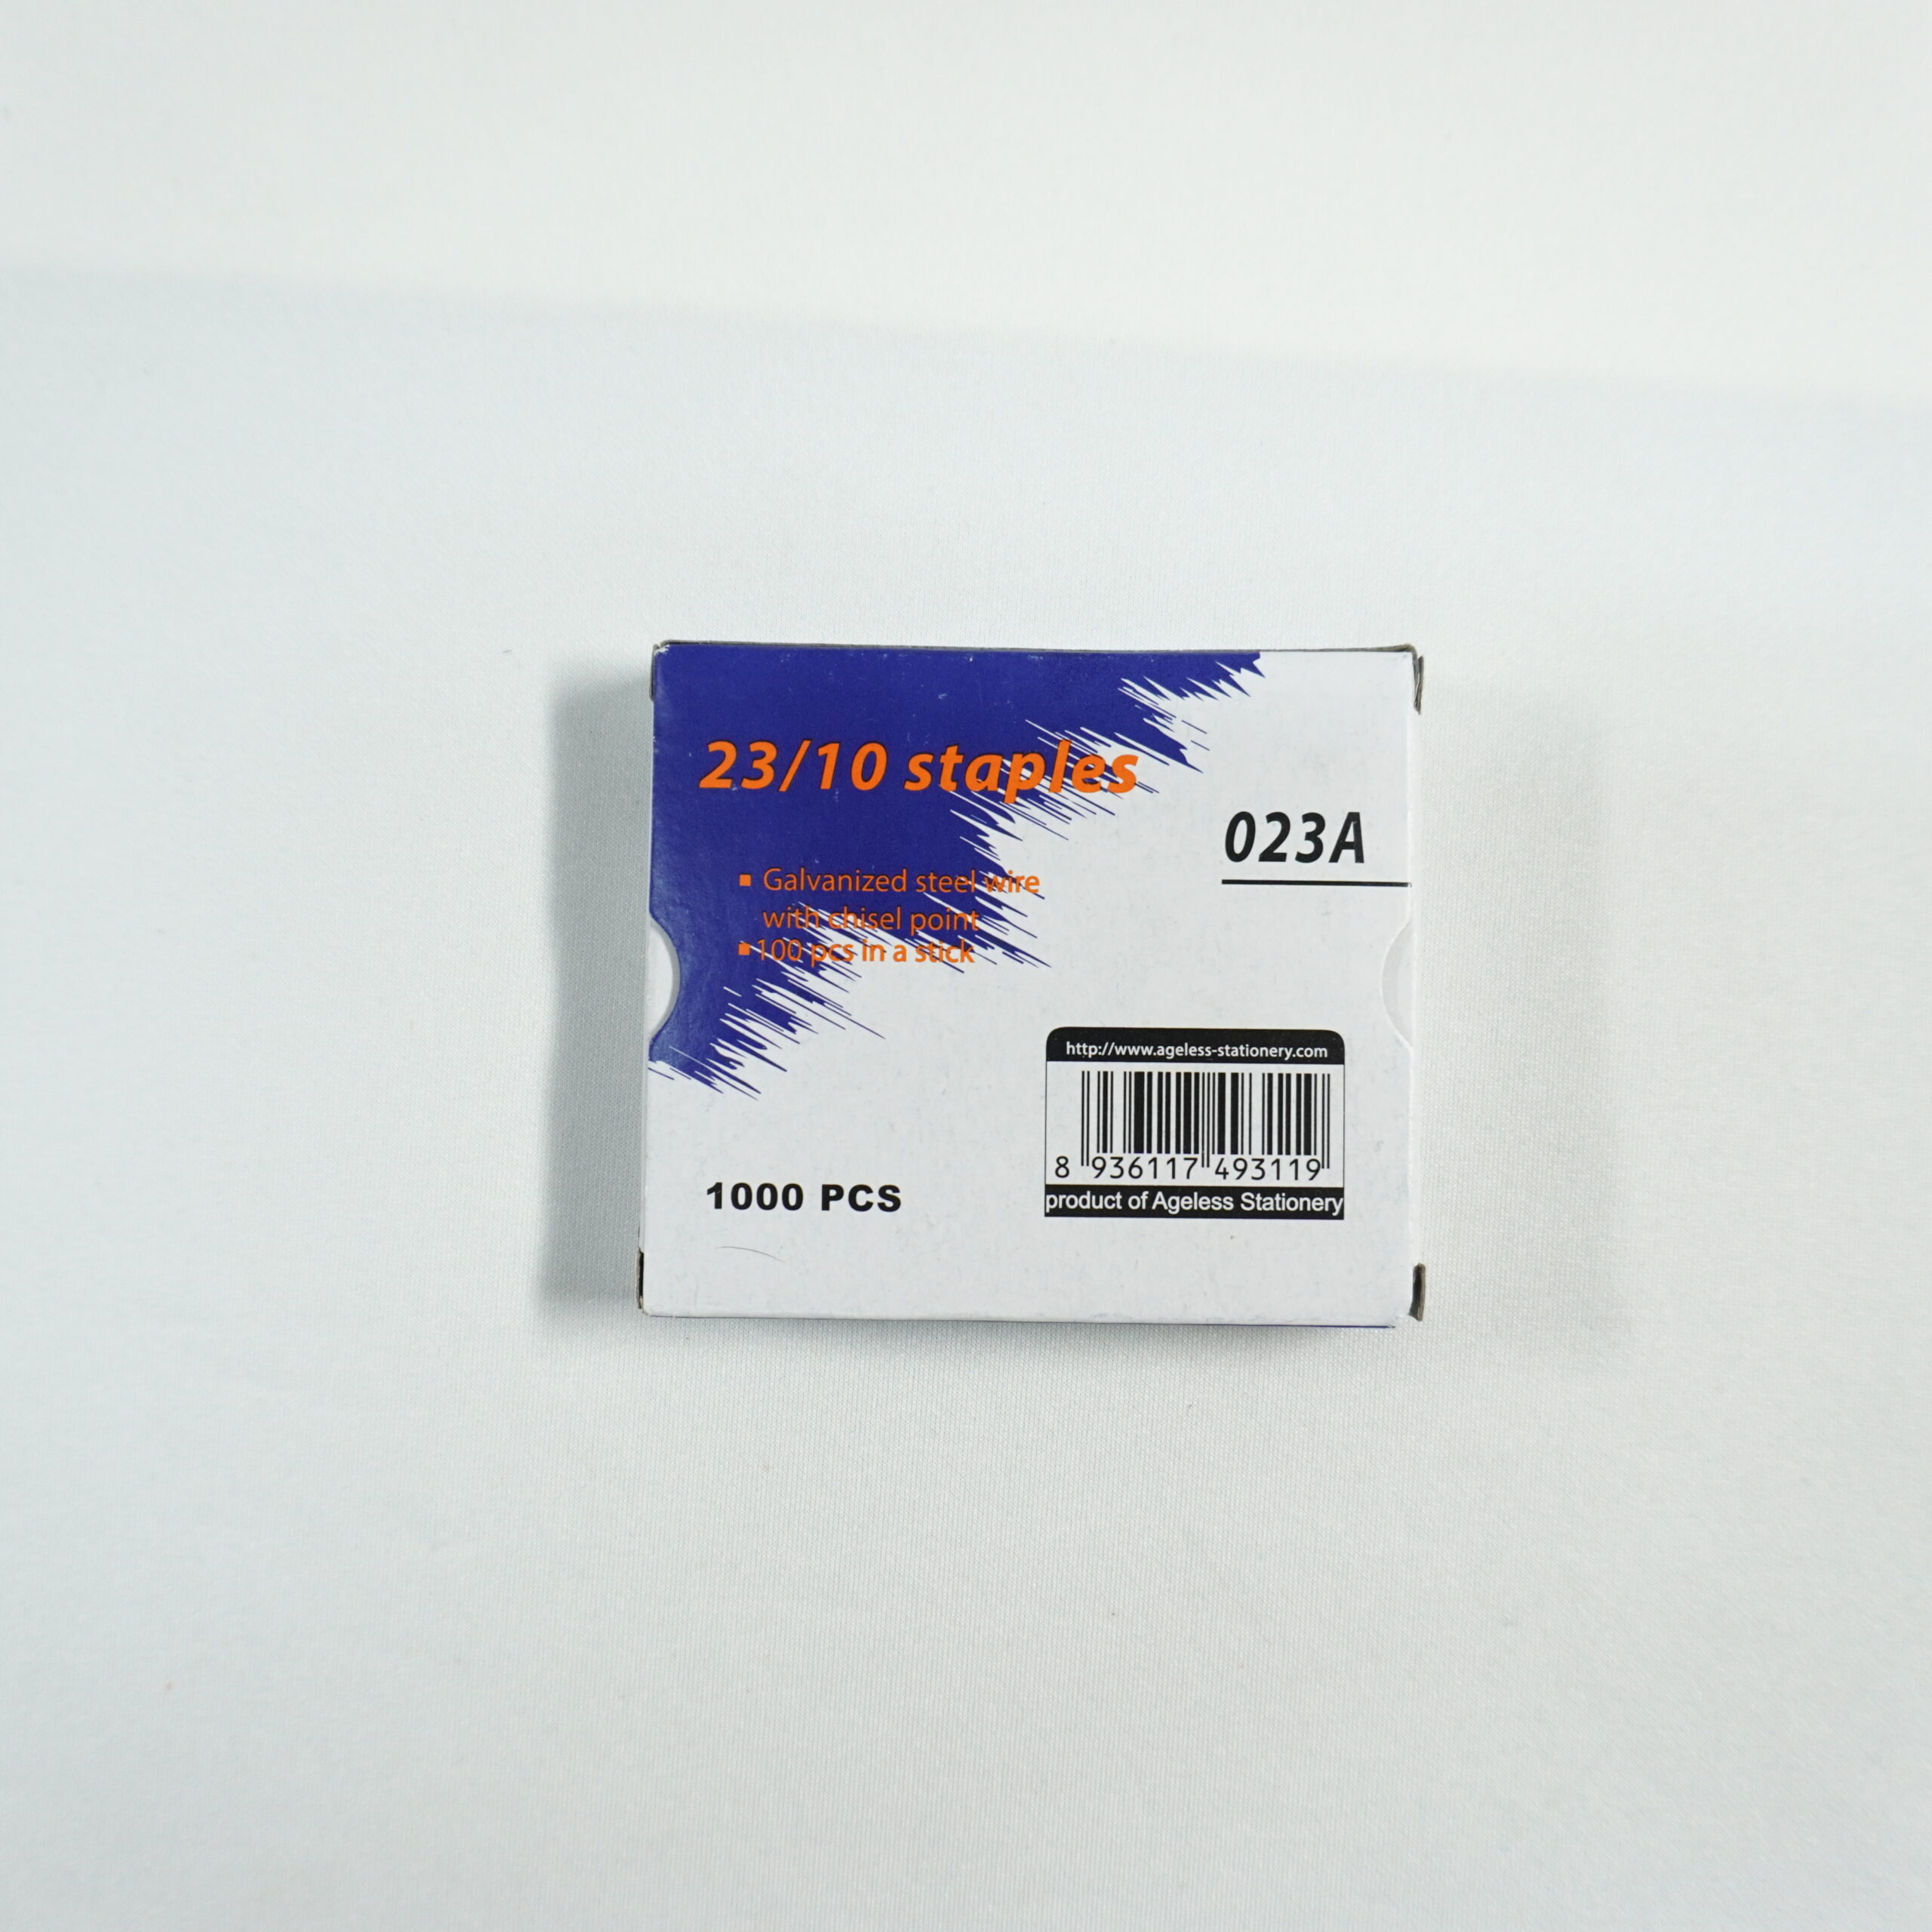 23/10 staples
023A
▪ Galvanized steel wire
with chisel point
▪ 100 pcs in a stick
http://www.ageless-stationery.com
8 936117 493119
product of Ageless Stationery
1000 PCS